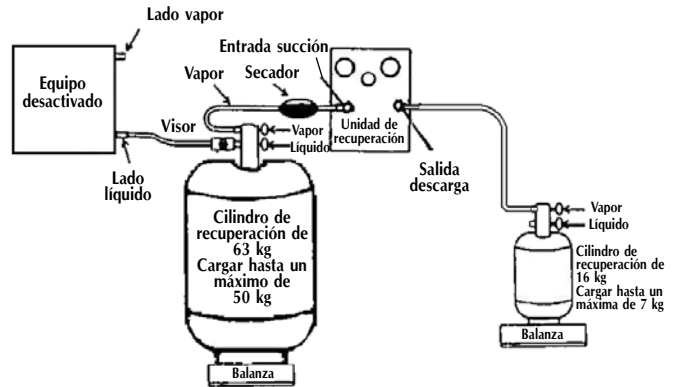 Lado vapor
Entrada succión
Equipo
desactivado
Vapor
Secador
Visor
Vapor
Líquido
Unidad de
recuperación
Lado
líquido
Salida
descarga
Cilindro de
recuperación de
63 kg
Cargar hasta un
máximo de
50 kg
Balanza
Vapor
Líquido
Cilindro de
recuperación de
16 kg
Cargar hasta un
máxima de 7 kg
Balanza